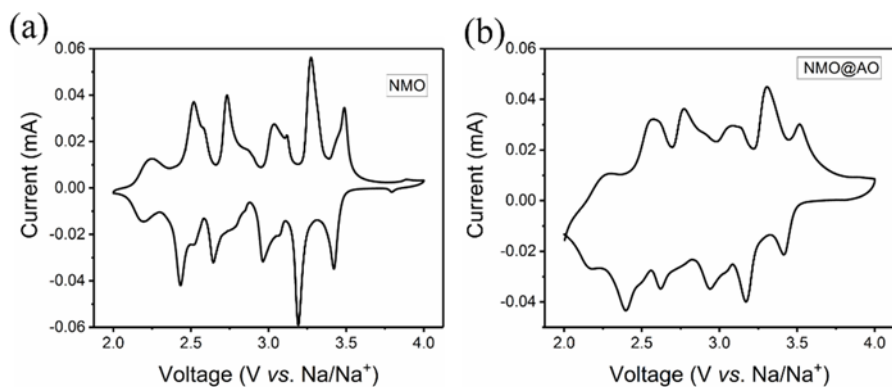 (a)
NMO
0.06
0.04
0.02
0.00
-0.02
-0.04
-0.06
2.0 2.5 3.0 3.5 4.0
Current (mA)
Voltage (V vs. Na/Na⁺)
(b)
NMO@AO
0.06
0.04
0.02
0.00
-0.02
-0.04
2.0 2.5 3.0 3.5 4.0
Current (mA)
Voltage (V vs. Na/Na⁺)